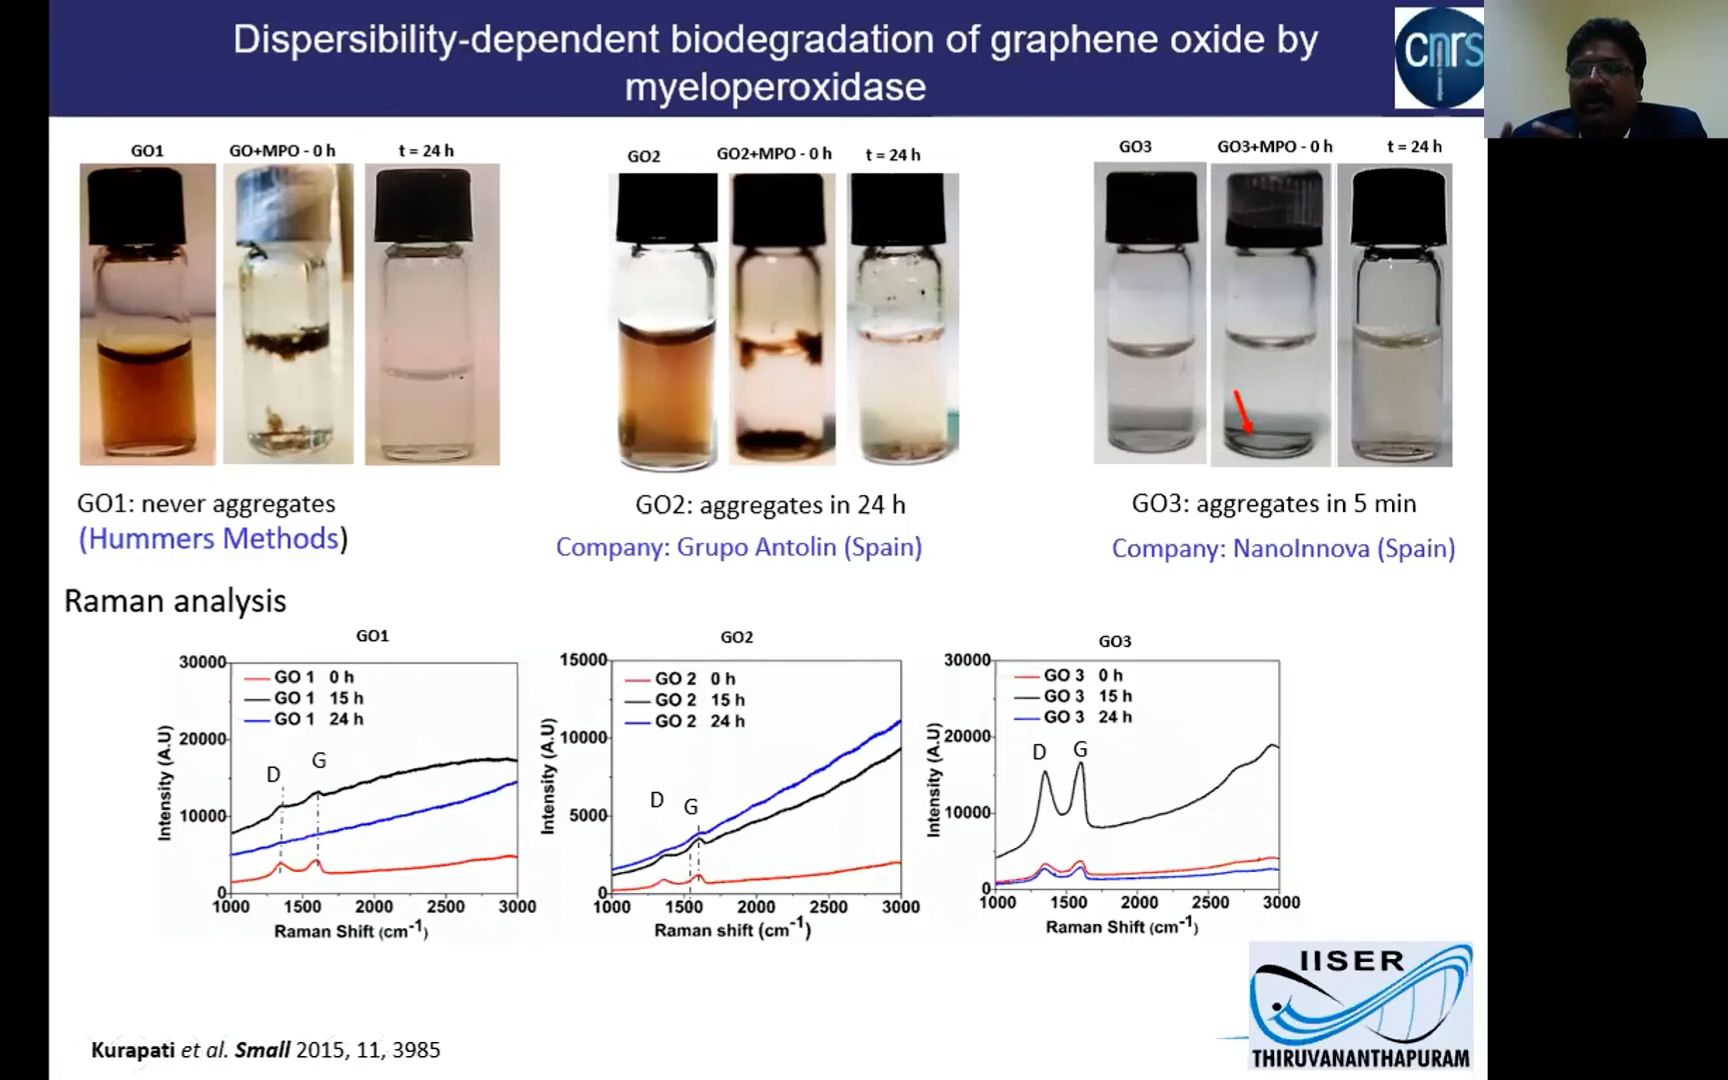 Dispersibility-dependent biodegradation of graphene oxide by
myeloperoxidase
cnrs
GO1
GO+MPO - 0 h
t = 24 h
GO2
GO2+MPO - 0 h
t = 24 h
GO3
GO3+MPO - 0 h
t = 24 h
GO1: never aggregates
(Hummers Methods)
GO2: aggregates in 24 h
Company: Grupo Antolin (Spain)
GO3: aggregates in 5 min
Company: NanoInnova (Spain)
Raman analysis
GO1
30000
20000
10000
0
Intensity (A.U)
GO 1 0 h
GO 1 15 h
GO 1 24 h
D
G
1000 1500 2000 2500 3000
Raman Shift (cm-1)
GO2
15000
10000
5000
0
Intensity (A.U)
GO 2 0 h
GO 2 15 h
GO 2 24 h
D
G
1000 1500 2000 2500 3000
Raman shift (cm-1)
GO3
30000
20000
10000
0
Intensity (A.U)
GO 3 0 h
GO 3 15 h
GO 3 24 h
D
G
1000 1500 2000 2500 3000
Raman Shift (cm-1)
IISER
THIRUVANANTHAPURAM
Kurapati et al. Small 2015, 11, 3985